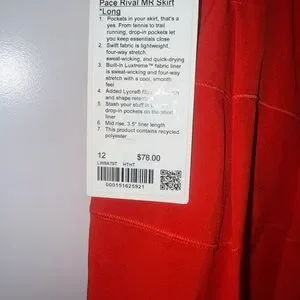 Pace Rival MR Skirt
*Long
1. Pockets in your skirt, that's a
yes. From tennis to trail
running, drop-in pockets let
you keep essentials close
2. Swift fabric is lightweight,
four-way stretch,
sweat-wicking, and quick-drying
3. Built-in Luxtreme™ fabric liner
is sweat-wicking and four-way
stretch with a cool, smooth
feel
4. Added Lycra® fibre
and shape retention
5. Stash your stuff in
drop-in pockets on the short
liner
6. Mid rise, 3.5" liner length
7. This product contains recycled
polyester
12 $78.00
HTHT
000151625921